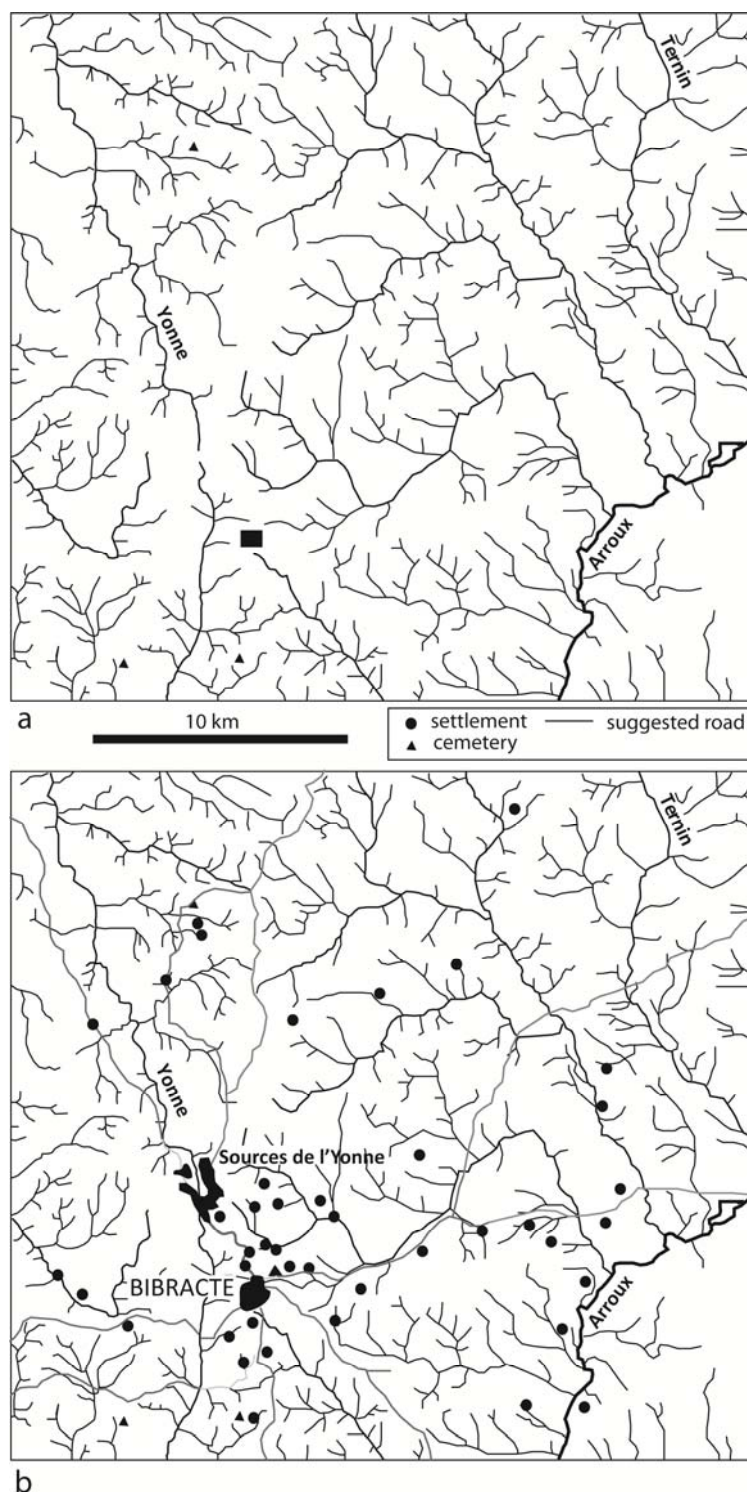 Ternin
Yonne
Arroux
a
10 km
settlement
suggested road
cemetery
Ternin
Yonne
Sources de l'Yonne
BIBRACTE
Arroux
b